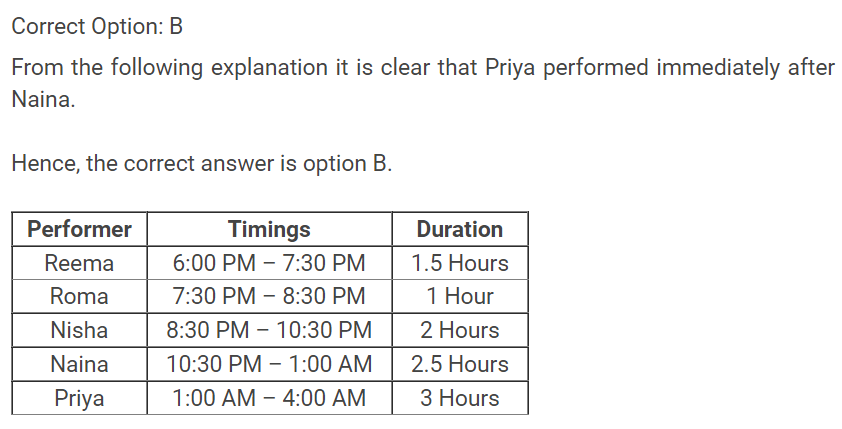 Correct Option: B
From the following explanation it is clear that Priya performed immediately after
Naina.
Hence, the correct answer is option B.
Performer Timings Duration
Reema 6:00 PM – 7:30 PM 1.5 Hours
Roma 7:30 PM – 8:30 PM 1 Hour
Nisha 8:30 PM – 10:30 PM 2 Hours
Naina 10:30 PM – 1:00 AM 2.5 Hours
Priya 1:00 AM – 4:00 AM 3 Hours